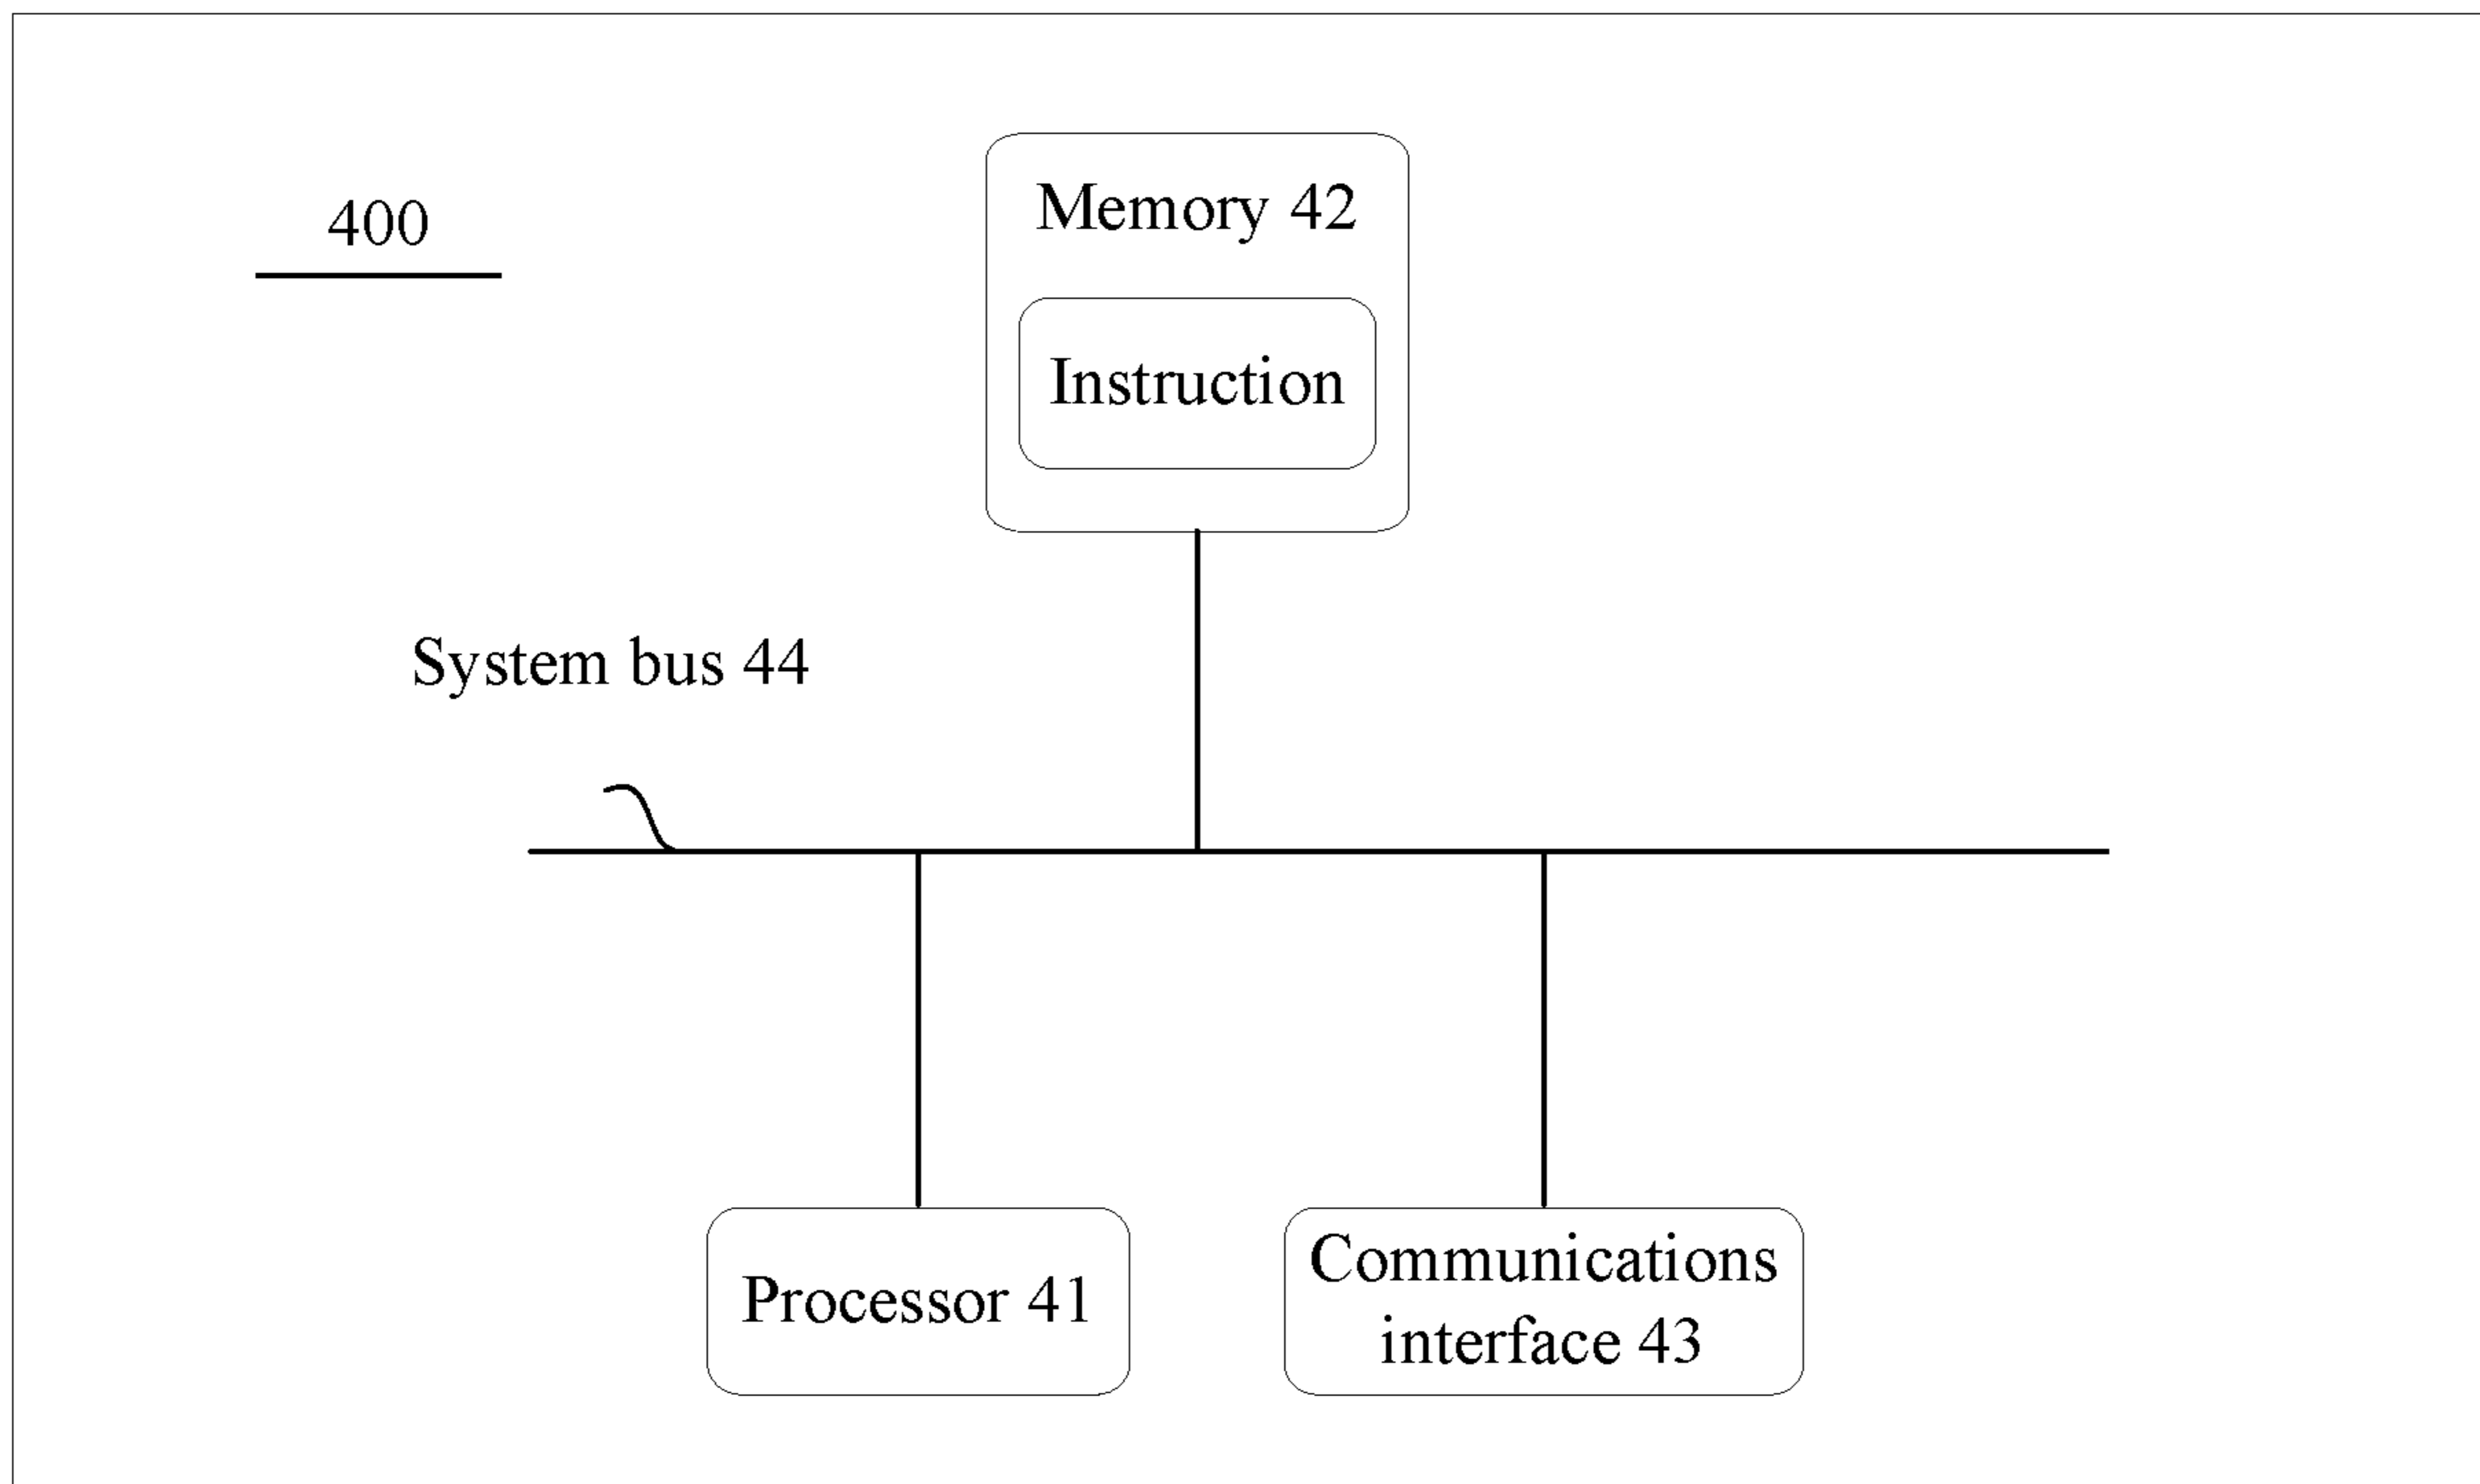 400
Memory 42
Instruction
System bus 44
Processor 41
Communications
interface 43